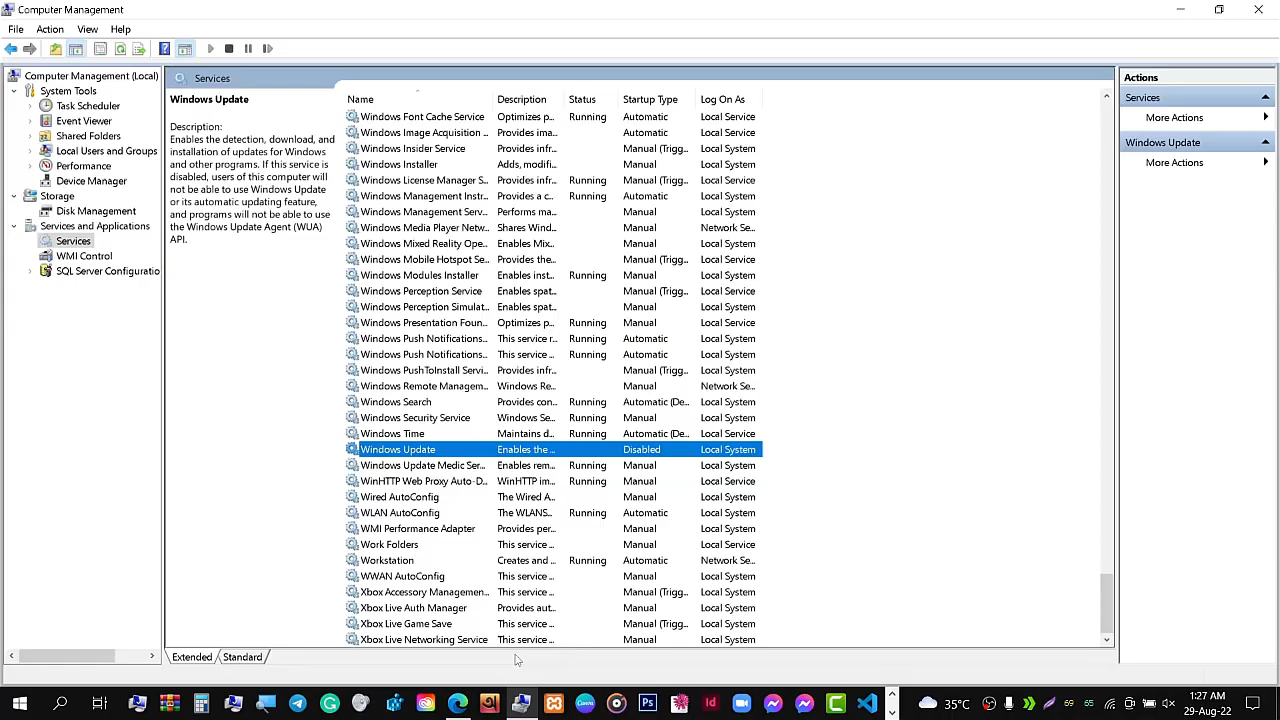 Computer Management
File Action View Help
Computer Management (Local)
System Tools
Task Scheduler
Event Viewer
Shared Folders
Local Users and Groups
Performance
Device Manager
Storage
Disk Management
Services and Applications
Services
WMI Control
SQL Server Configuratio
Services
Windows Update
Description:
Enables the detection, download, and
installation of updates for Windows
and other programs. If this service is
disabled, users of this computer will
not be able to use Windows Update
or its automatic updating feature,
and programs will not be able to use
the Windows Update Agent (WUA)
API.
Name Description Status Startup Type Log On As
Windows Font Cache Service Optimizes p... Running Automatic Local Service
Windows Image Acquisition ... Provides ima... Automatic Local Service
Windows Insider Service Provides infr... Manual (Trigg... Local System
Windows Installer Adds, modifi... Manual Local System
Windows License Manager S... Provides infr... Running Manual (Trigg... Local Service
Windows Management Instr... Provides a c... Running Automatic Local System
Windows Management Serv... Performs ma... Manual Local System
Windows Media Player Netw... Shares Wind... Manual Network Se...
Windows Mixed Reality Ope... Enables Mix... Manual Local System
Windows Mobile Hotspot Se... Provides the... Manual (Trigg... Local Service
Windows Modules Installer Enables inst... Running Manual Local System
Windows Perception Service Enables spat... Manual (Trigg... Local Service
Windows Perception Simulat... Enables spat... Manual Local System
Windows Presentation Foun... Optimizes p... Running Manual Local Service
Windows Push Notifications... This service r... Running Automatic Local System
Windows Push Notifications... This service ... Running Automatic Local System
Windows PushToInstall Servi... Provides infr... Manual (Trigg... Local System
Windows Remote Managem... Windows Re... Manual Network Se...
Windows Search Provides con... Running Automatic (De... Local System
Windows Security Service Windows Se... Running Manual Local System
Windows Time Maintains d... Running Automatic (De... Local Service
Windows Update Enables the ... Disabled Local System
Windows Update Medic Ser... Enables rem... Running Manual Local System
WinHTTP Web Proxy Auto-D... WinHTTP im... Running Manual Local Service
Wired AutoConfig The Wired A... Manual Local System
WLAN AutoConfig The WLANS... Running Automatic Local System
WMI Performance Adapter Provides per... Manual Local System
Work Folders This service ... Manual Local Service
Workstation Creates and ... Running Automatic Network Se...
WWAN AutoConfig This service ... Manual Local System
Xbox Accessory Managemen... This service ... Manual (Trigg... Local System
Xbox Live Auth Manager Provides aut... Manual Local System
Xbox Live Game Save This service ... Manual (Trigg... Local System
Xbox Live Networking Service This service ... Manual Local System
Extended Standard
Actions
Services
More Actions
Windows Update
More Actions
35°C
1:27 AM
29-Aug-22